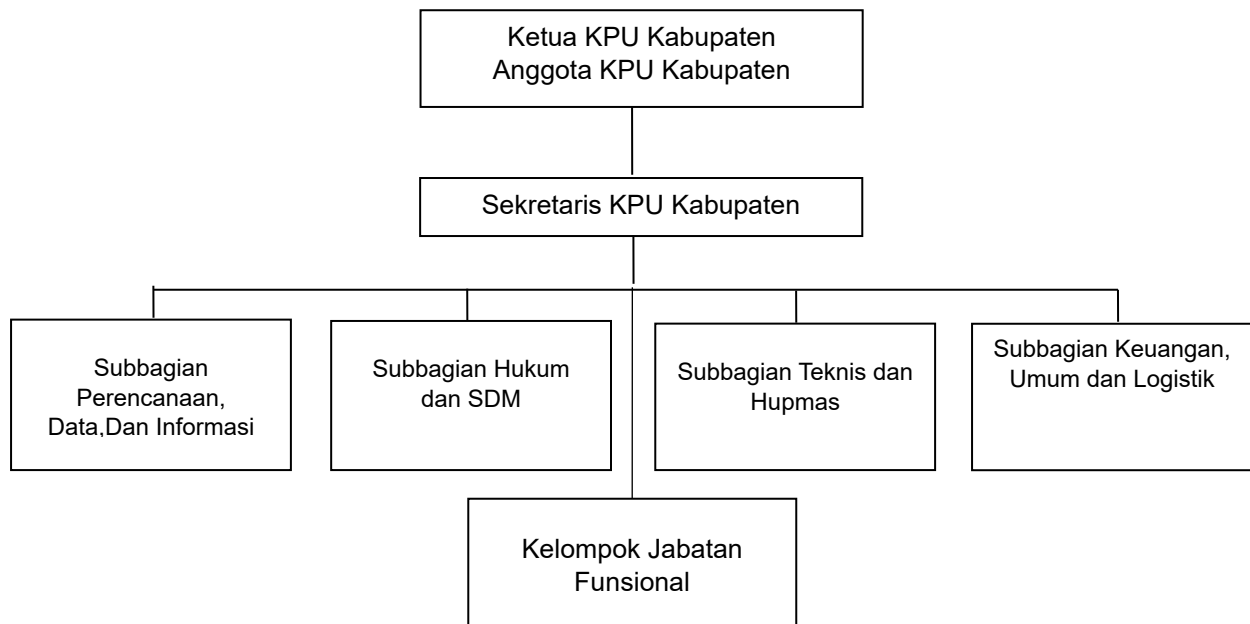 Ketua KPU Kabupaten
Anggota KPU Kabupaten
Sekretaris KPU Kabupaten
Subbagian
Perencanaan,
Data,Dan Informasi
Subbagian Hukum
dan SDM
Subbagian Teknis dan
Hupmas
Subbagian Keuangan,
Umum dan Logistik
Kelompok Jabatan
Funsional